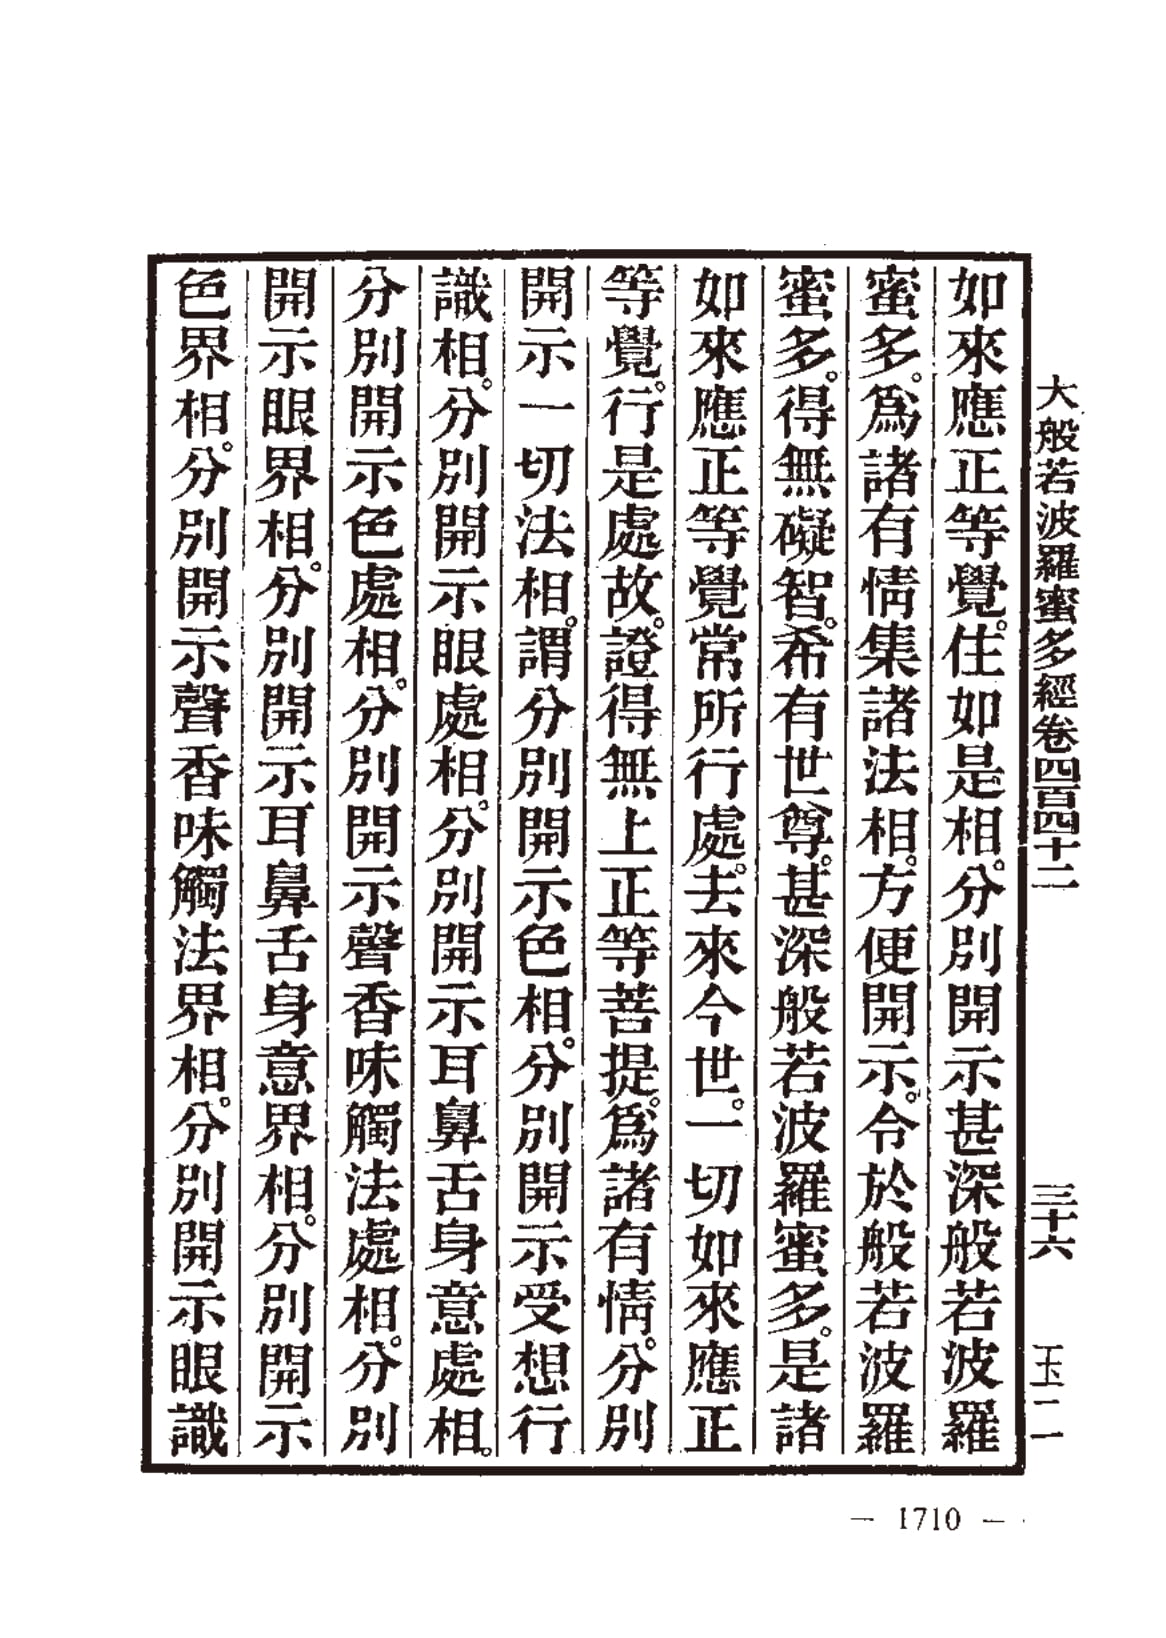 大般若波羅蜜多經卷四百四十二 三十六 玉二一
如來應正等覺。住如是相。分別開示甚深般若波羅
蜜多。爲諸有情集諸法相。方便開示。令於般若波羅
蜜多。得無礙智。希有世尊。甚深般若波羅蜜多。是諸
如來應正等覺常所行處。去來今世。一切如來應正
等覺。行是處故。證得無上正等菩提。爲諸有情。分別
開示一切法相。謂分別開示色相。分別開示受想行
識相。分別開示眼處相。分別開示耳鼻舌身意處相。
分別開示色處相。分別開示聲香味觸法處相。分別
開示眼界相。分別開示耳鼻舌身意界相。分別開示
色界相。分別開示聲香味觸法界相。分別開示眼識
— 1710 —